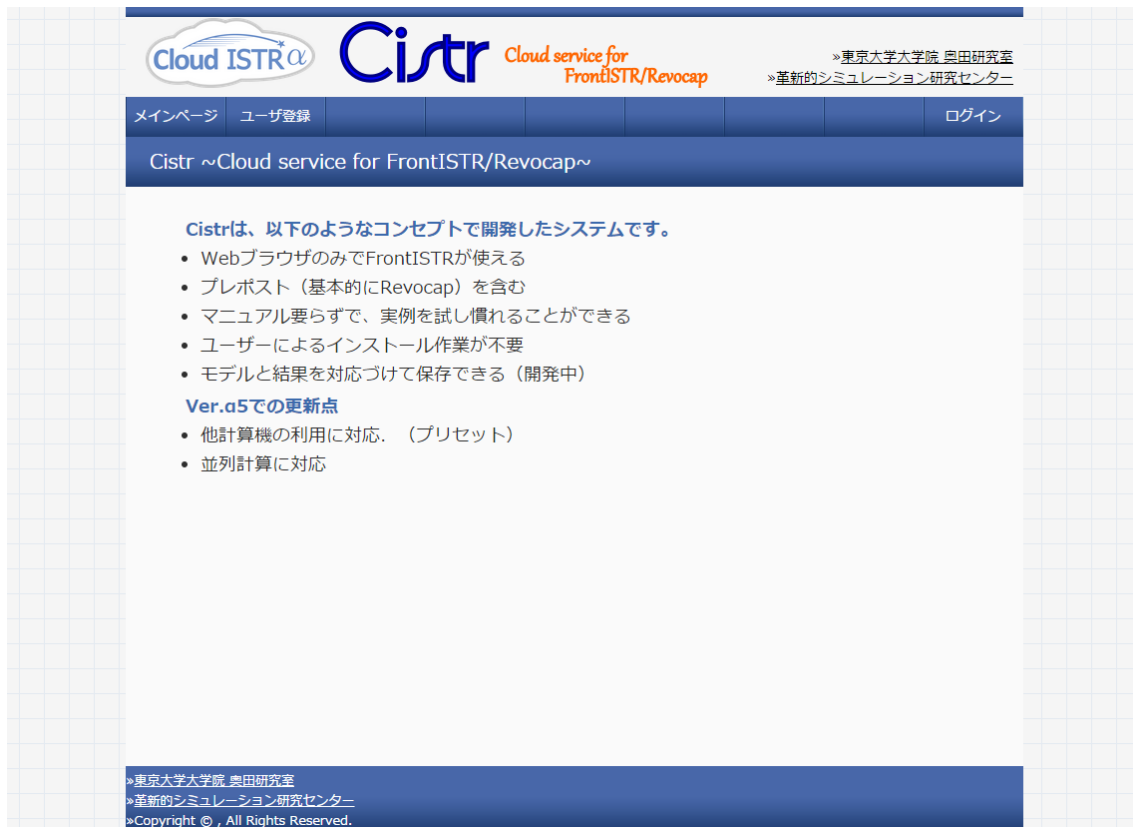 Cloud ISTR α
Cistr
Cloud service for
FrontISTR/Revocap
»東京大学大学院 奥田研究室
»革新的シミュレーション研究センター
メインページ ユーザ登録 ログイン
Cistr ~Cloud service for FrontISTR/Revocap~
Cistrは、以下のようなコンセプトで開発したシステムです。
• WebブラウザのみでFrontISTRが使える
• プレポスト（基本的にRevocap）を含む
• マニュアル要らずで、実例を試し慣れることができる
• ユーザーによるインストール作業が不要
• モデルと結果を対応づけて保存できる（開発中）
Ver.α5での更新点
• 他計算機の利用に対応．（プリセット）
• 並列計算に対応
»東京大学大学院 奥田研究室
»革新的シミュレーション研究センター
»Copyright © , All Rights Reserved.